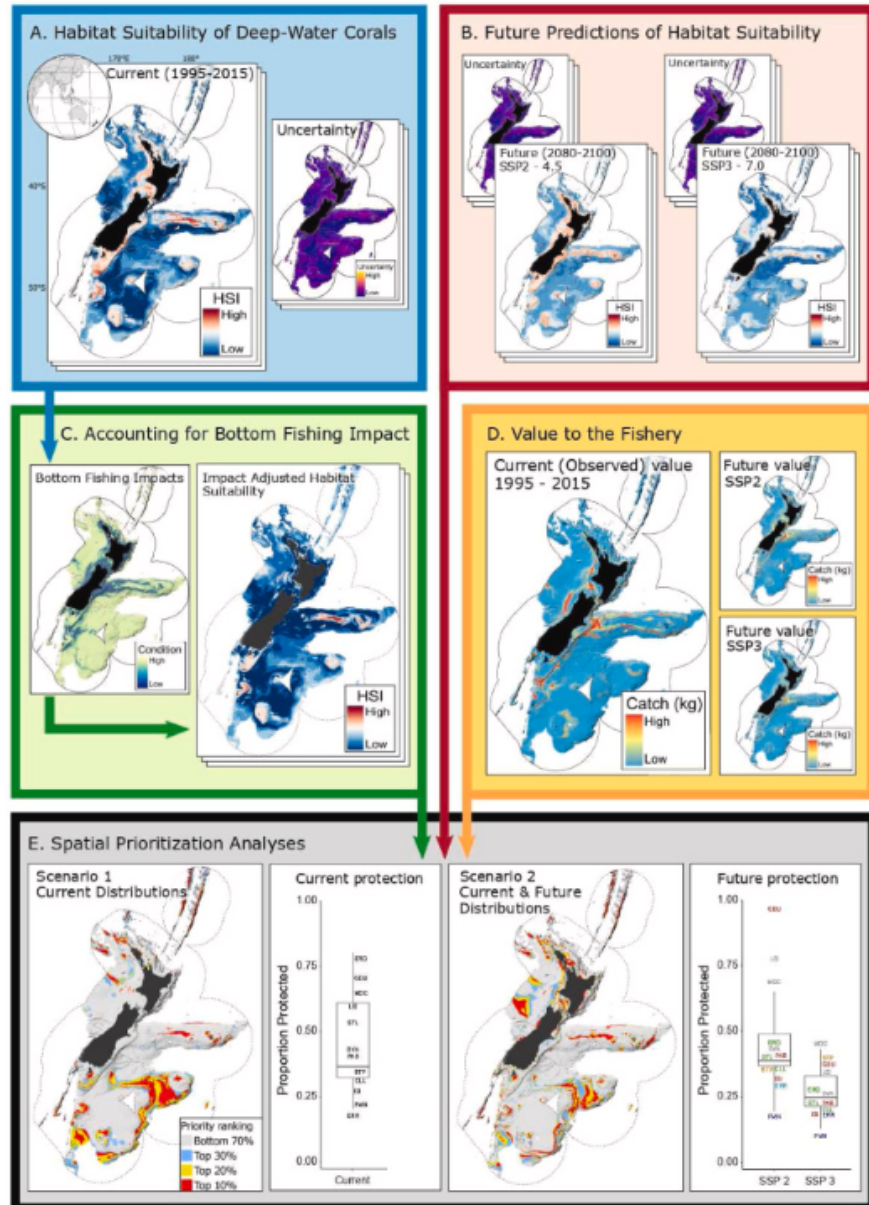 A. Habitat Suitability of Deep-Water Corals
170°E 180°
Current (1995-2015)
40°S
50°S
HSI
High
Low
Uncertainty
Uncertainty
High
Low
B. Future Predictions of Habitat Suitability
Uncertainty
Uncertainty
Future (2080-2100)
SSP2 - 4.5
HSI
High
Low
Future (2080-2100)
SSP3 - 7.0
HSI
High
Low
C. Accounting for Bottom Fishing Impact
Bottom Fishing Impacts
Condition
High
Low
Impact Adjusted Habitat
Suitability
HSI
High
Low
D. Value to the Fishery
Current (Observed) value
1995 - 2015
Catch (kg)
High
Low
Future value
SSP2
Catch (kg)
High
Low
Future value
SSP3
Catch (kg)
High
Low
E. Spatial Prioritization Analyses
Scenario 1
Current Distributions
Priority ranking
Bottom 70%
Top 30%
Top 20%
Top 10%
Current protection
Proportion Protected
1.00
0.75
0.50
0.25
0.00
Current
Scenario 2
Current & Future
Distributions
Future protection
Proportion Protected
1.00
0.75
0.50
0.25
0.00
SSP 2 SSP 3